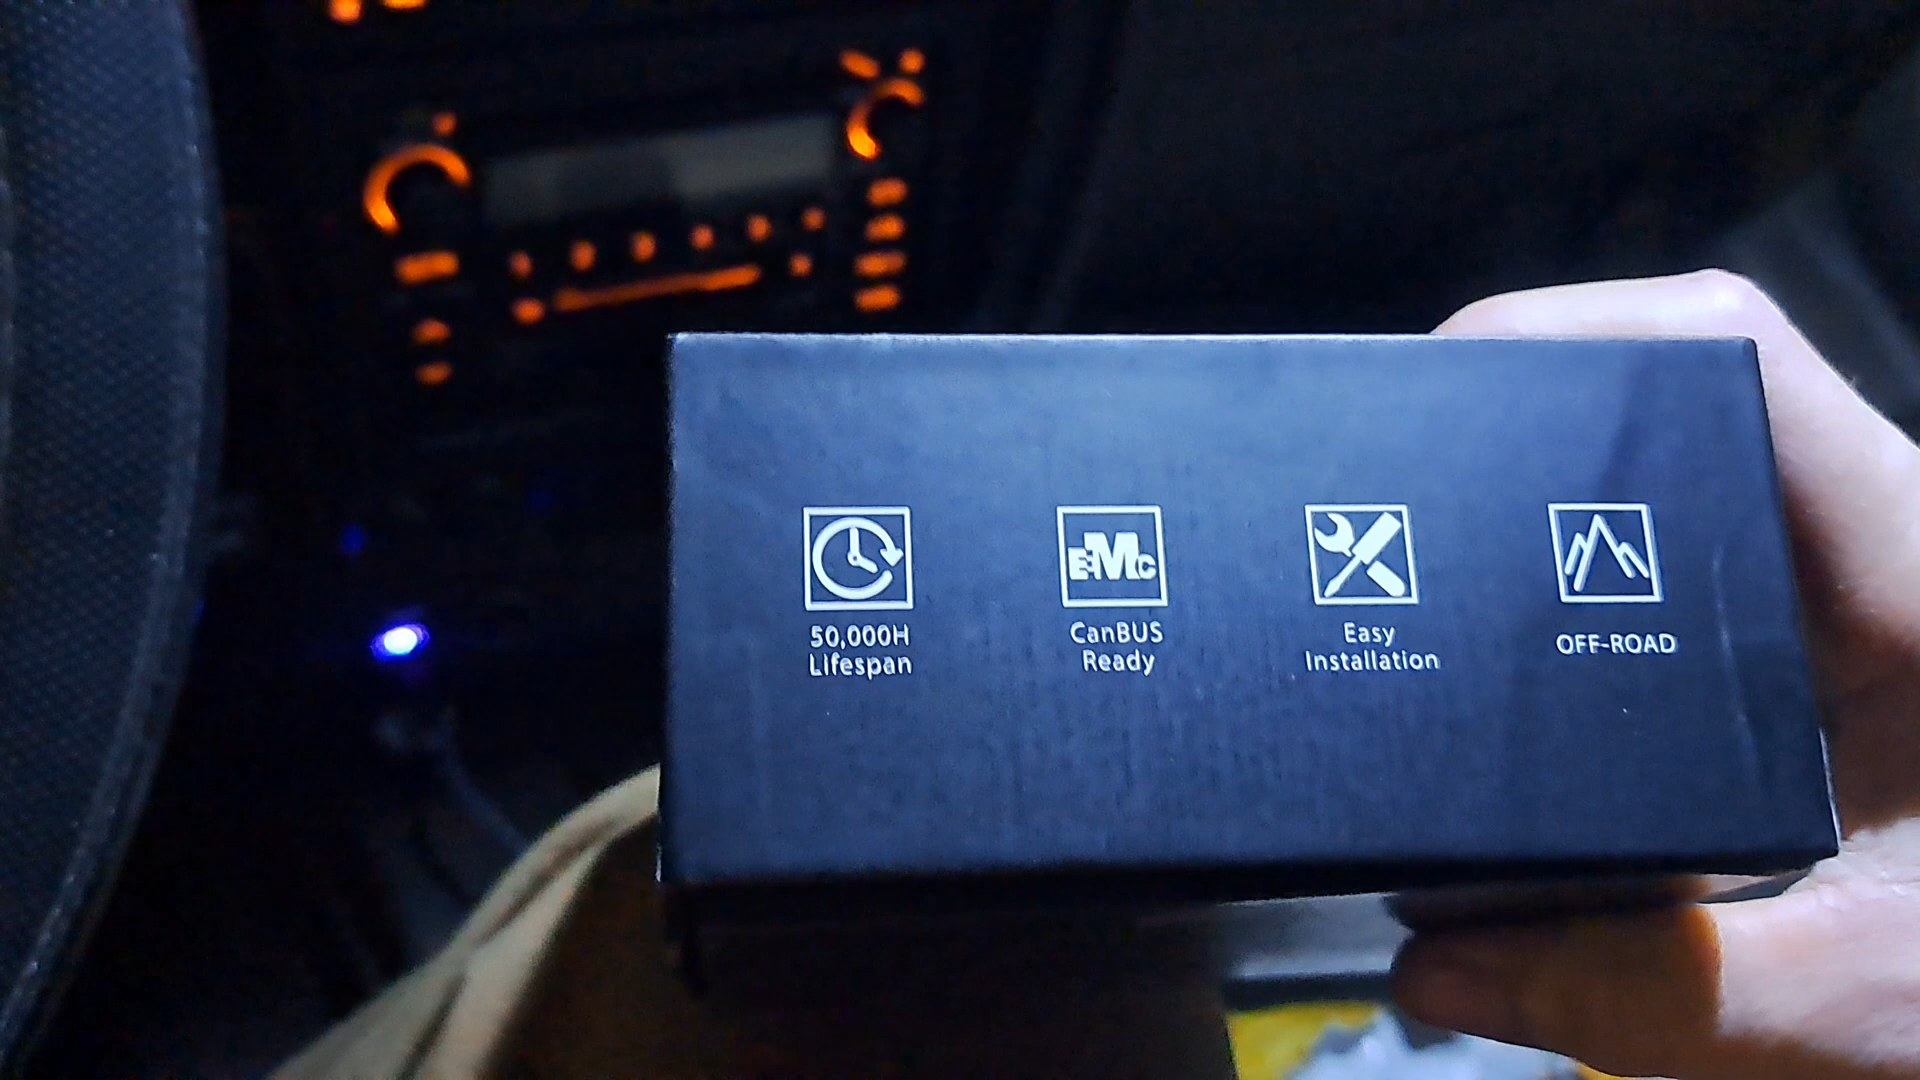 EMC
50,000H
Lifespan
CanBUS
Ready
Easy
Installation
OFF-ROAD